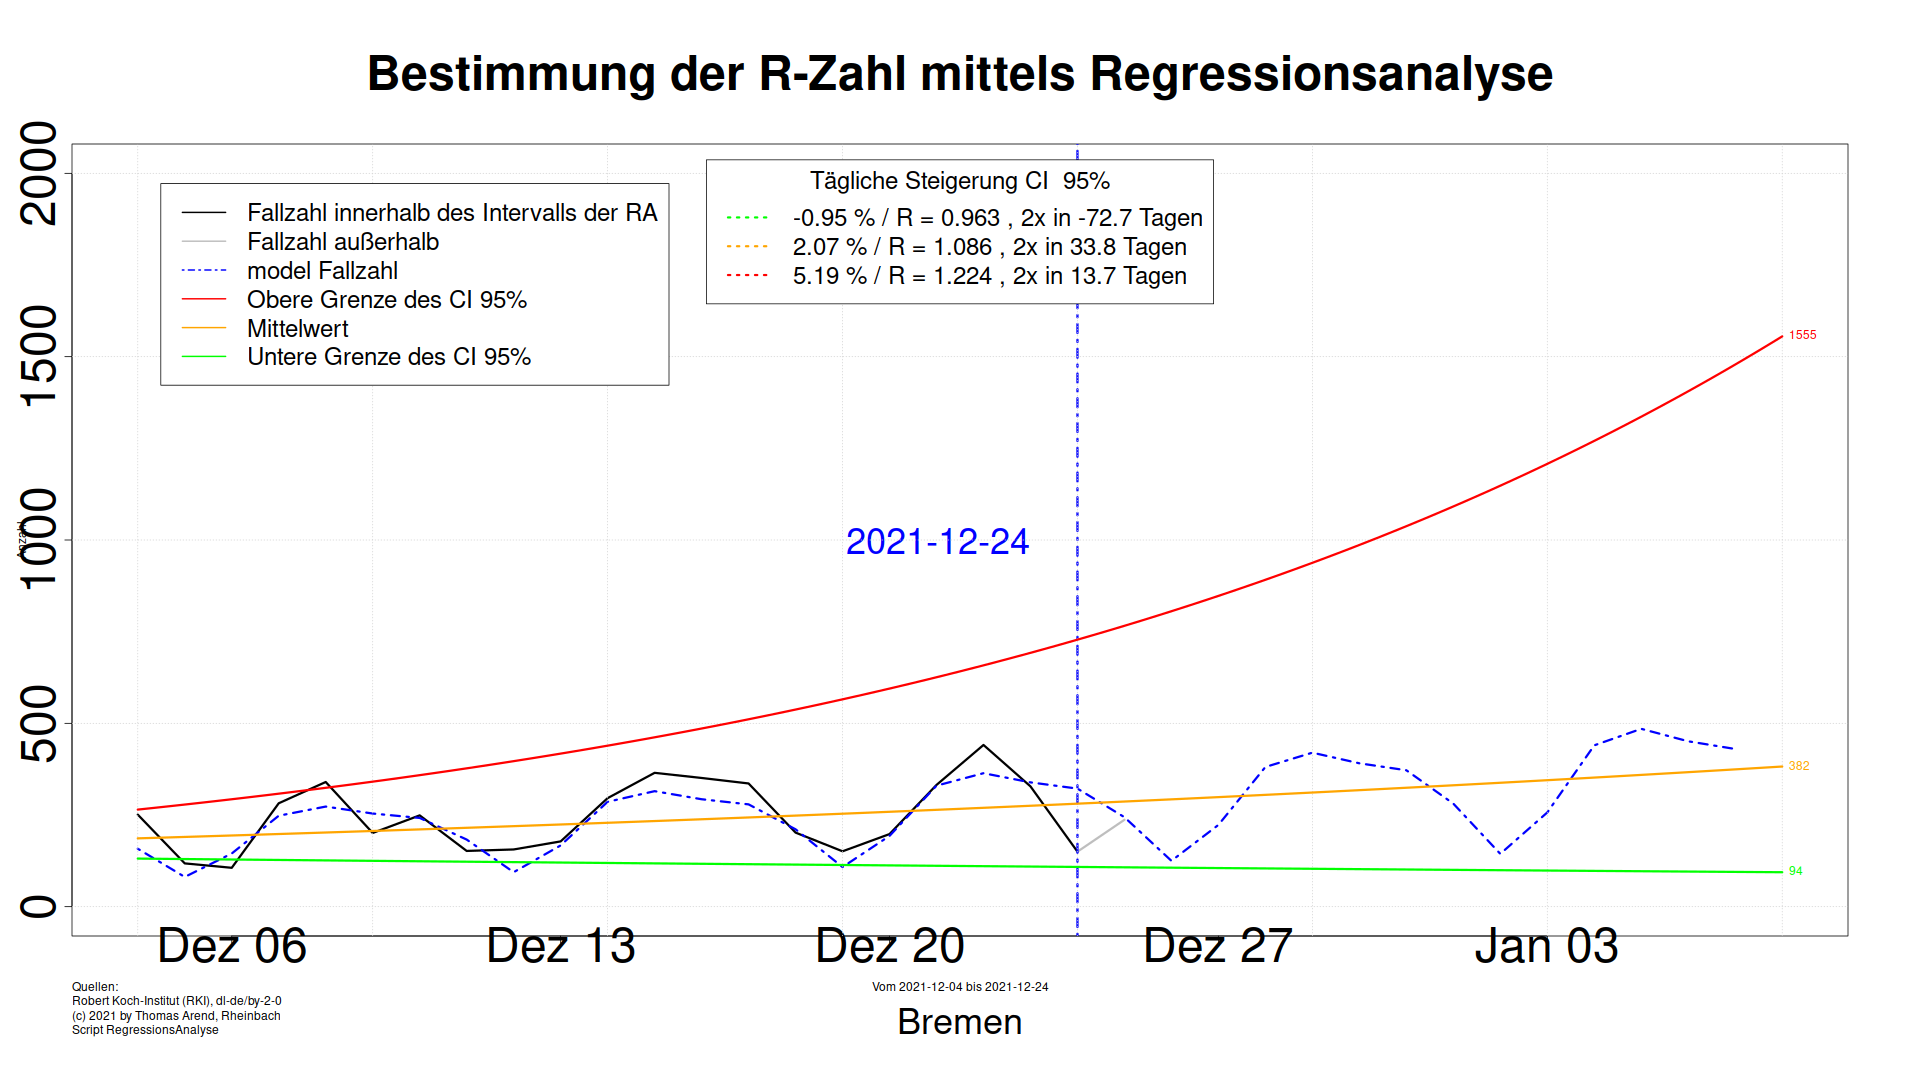 Bestimmung der R-Zahl mittels Regressionsanalyse
2000
1500
1000
500
0
Anzahl
Fallzahl innerhalb des Intervalls der RA
Fallzahl außerhalb
model Fallzahl
Obere Grenze des CI 95%
Mittelwert
Untere Grenze des CI 95%
Tägliche Steigerung CI 95%
-0.95 % / R = 0.963 , 2x in -72.7 Tagen
2.07 % / R = 1.086 , 2x in 33.8 Tagen
5.19 % / R = 1.224 , 2x in 13.7 Tagen
2021-12-24
1555
382
94
Dez 06 Dez 13 Dez 20 Dez 27 Jan 03
Quellen:
Robert Koch-Institut (RKI), dl-de/by-2-0
(c) 2021 by Thomas Arend, Rheinbach
Script RegressionsAnalyse
Vom 2021-12-04 bis 2021-12-24
Bremen